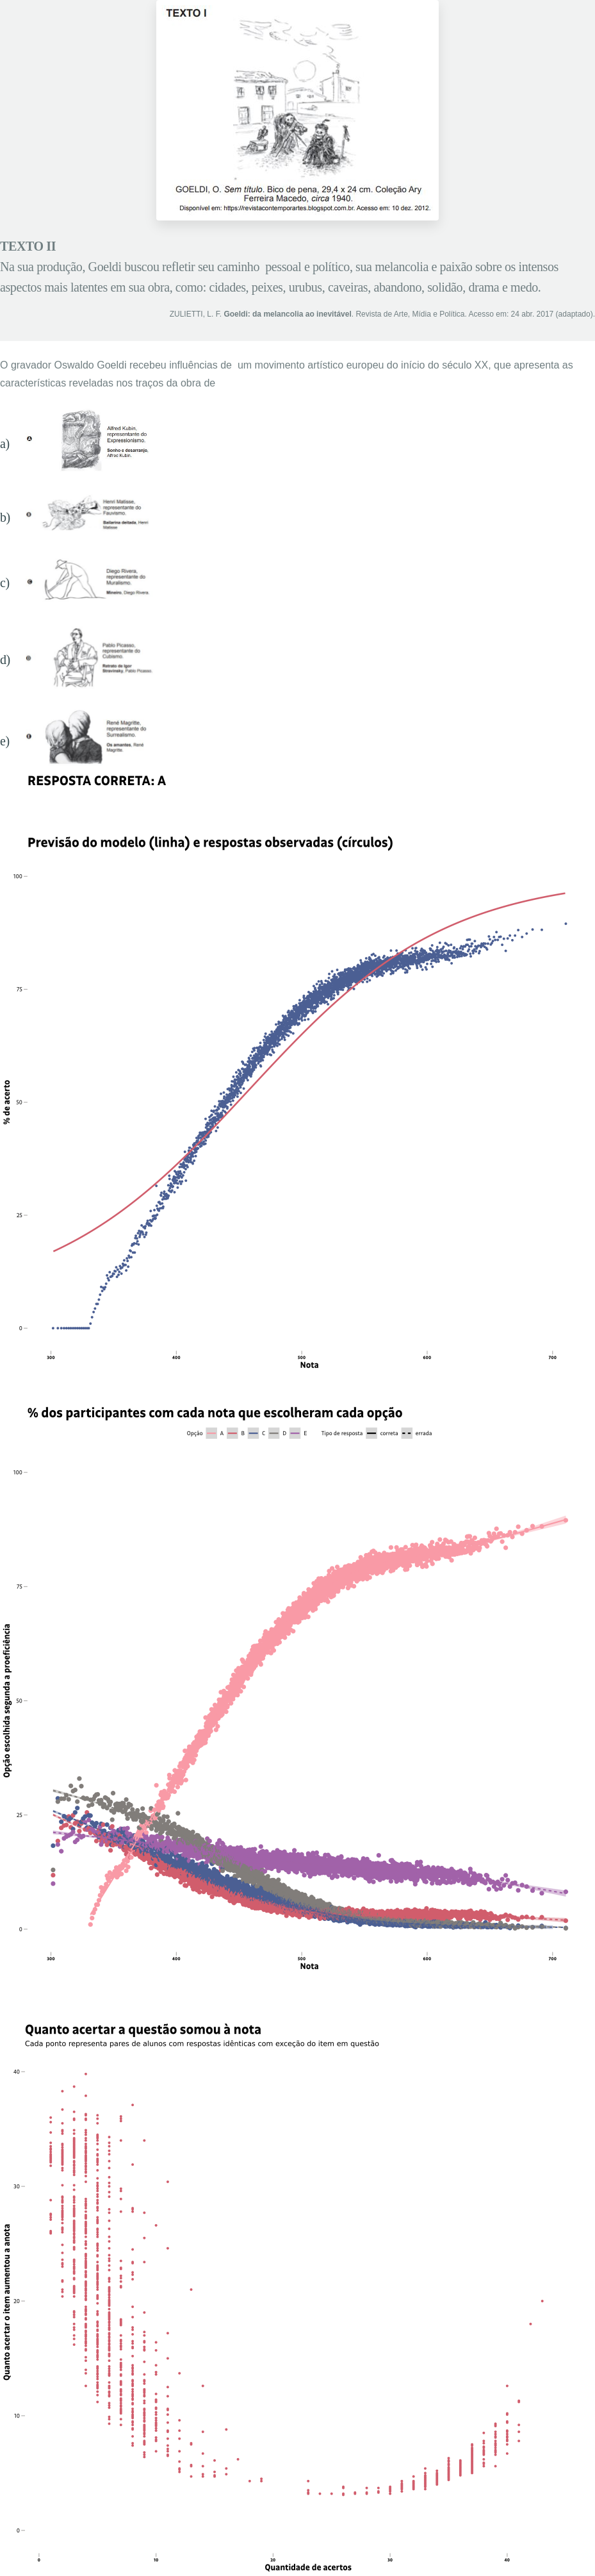 TEXTO I
GOELDI, O. Sem título. Bico de pena, 29,4 x 24 cm. Coleção Ary
Ferreira Macedo, circa 1940.
Disponível em: https://revistacontemporartes.blogspot.com.br. Acesso em: 10 dez. 2012.
TEXTO II
Na sua produção, Goeldi buscou refletir seu caminho pessoal e político, sua melancolia e paixão sobre os intensos
aspectos mais latentes em sua obra, como: cidades, peixes, urubus, caveiras, abandono, solidão, drama e medo.
ZULIETTI, L. F. Goeldi: da melancolia ao inevitável. Revista de Arte, Mídia e Política. Acesso em: 24 abr. 2017 (adaptado).
O gravador Oswaldo Goeldi recebeu influências de um movimento artístico europeu do início do século XX, que apresenta as
características reveladas nos traços da obra de
a)
A
Alfred Kubin,
representante do
Expressionismo.
Sonho e desarranjo,
Alfred Kubin.
b)
Henri Matisse,
representante do
Fauvismo.
Bailarina deitada, Henri
Matisse
c)
Diego Rivera,
representante do
Muralismo.
Mineiro, Diego Rivera.
d)
Pablo Picasso,
representante do
Cubismo.
Retrato de Igor
Stravinsky, Pablo Picasso.
e)
E
René Magritte,
representante do
Surrealismo.
Os amantes, René
Magritte.
RESPOSTA CORRETA: A
Previsão do modelo (linha) e respostas observadas (círculos)
100
75
50
25
0
% de acerto
300 400 500 600 700
Nota
% dos participantes com cada nota que escolheram cada opção
Opção A B C D E Tipo de resposta correta errada
100
75
50
25
0
Opção escolhida segunda a proeficiência
300 400 500 600 700
Nota
Quanto acertar a questão somou à nota
Cada ponto representa pares de alunos com respostas idênticas com exceção do item em questão
40
30
20
10
0
Quanto acertar o item aumentou a anota
0 10 20 30 40
Quantidade de acertos